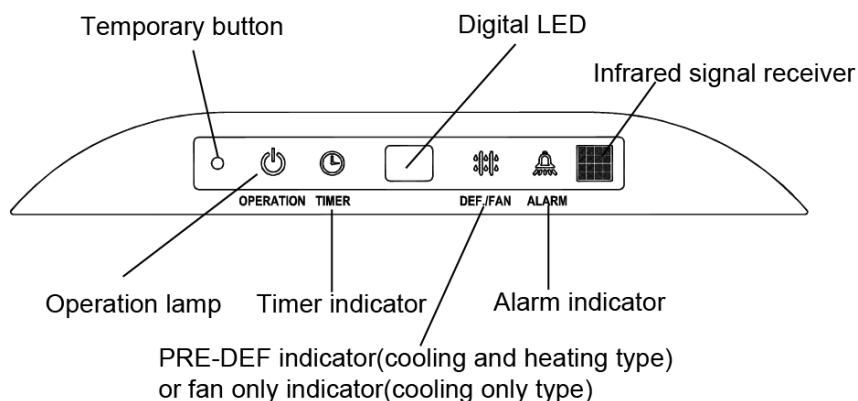 Temporary button
Digital LED
Infrared signal receiver
OPERATION TIMER DEF./FAN ALARM
Operation lamp Timer indicator Alarm indicator
PRE-DEF indicator(cooling and heating type)
or fan only indicator(cooling only type)